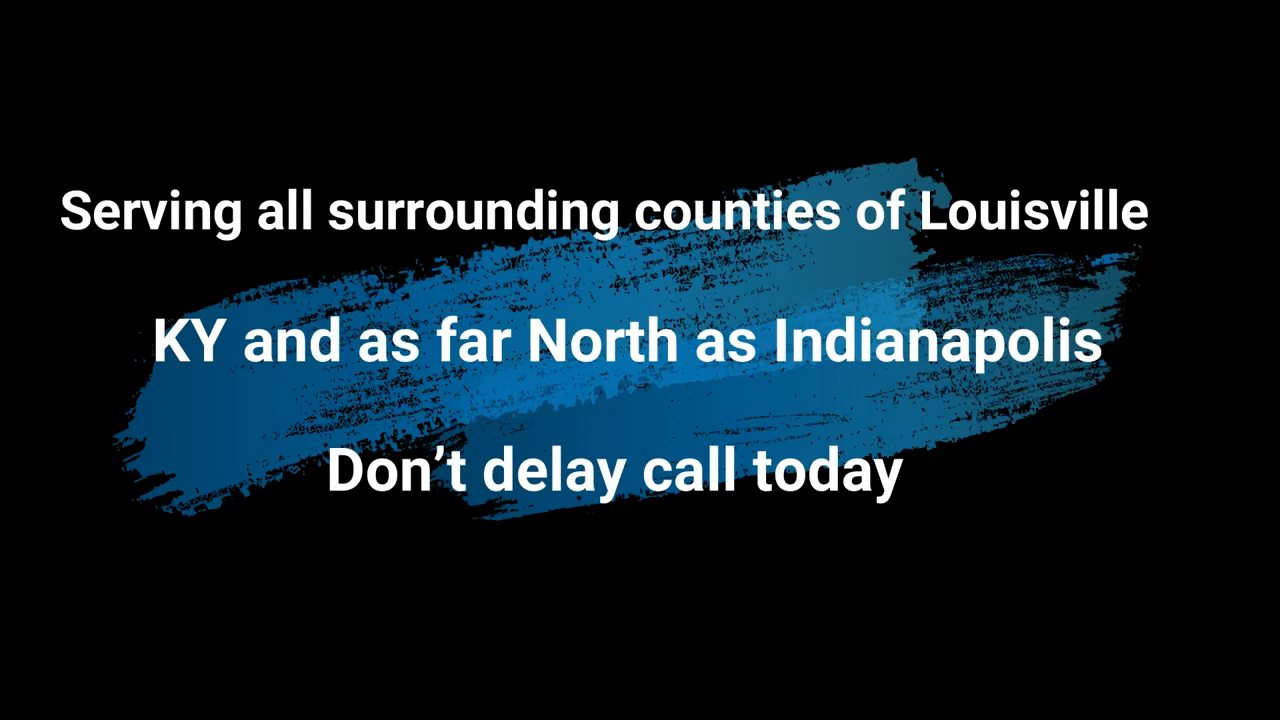 Serving all surrounding counties of Louisville
KY and as far North as Indianapolis
Don’t delay call today